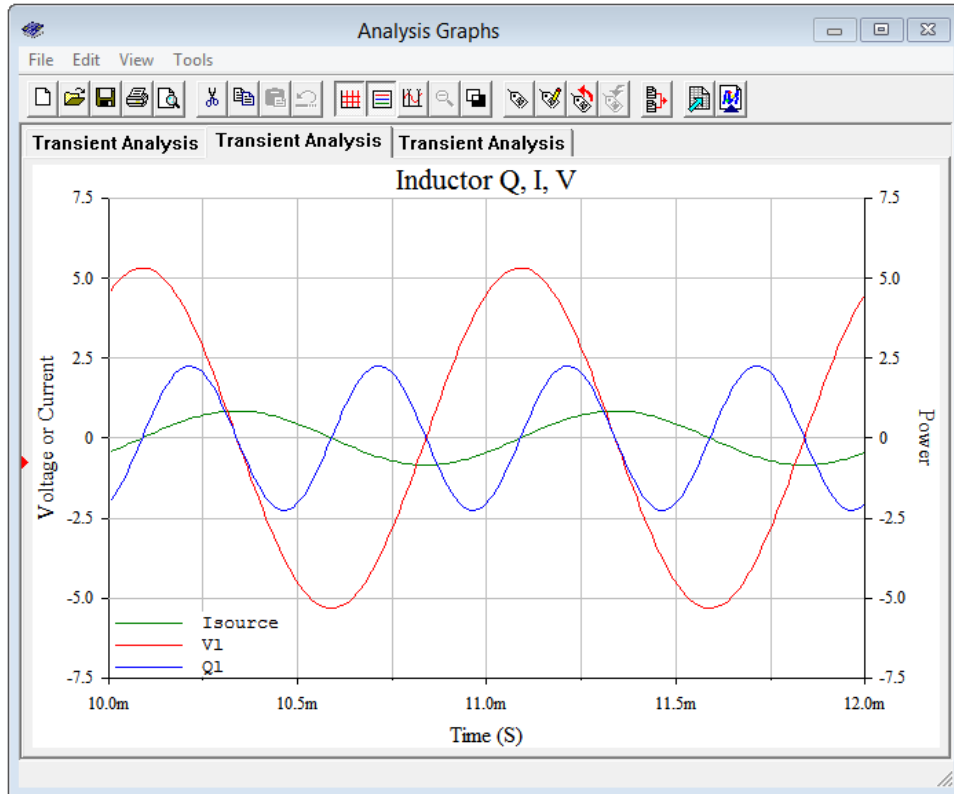 Analysis Graphs
File Edit View Tools
Transient Analysis Transient Analysis Transient Analysis
Inductor Q, I, V
7.5 7.5
5.0 5.0
2.5 2.5
0 0
-2.5 -2.5
-5.0 -5.0
-7.5 -7.5
Voltage or Current
Power
Isource
V1
Q1
10.0m 10.5m 11.0m 11.5m 12.0m
Time (S)